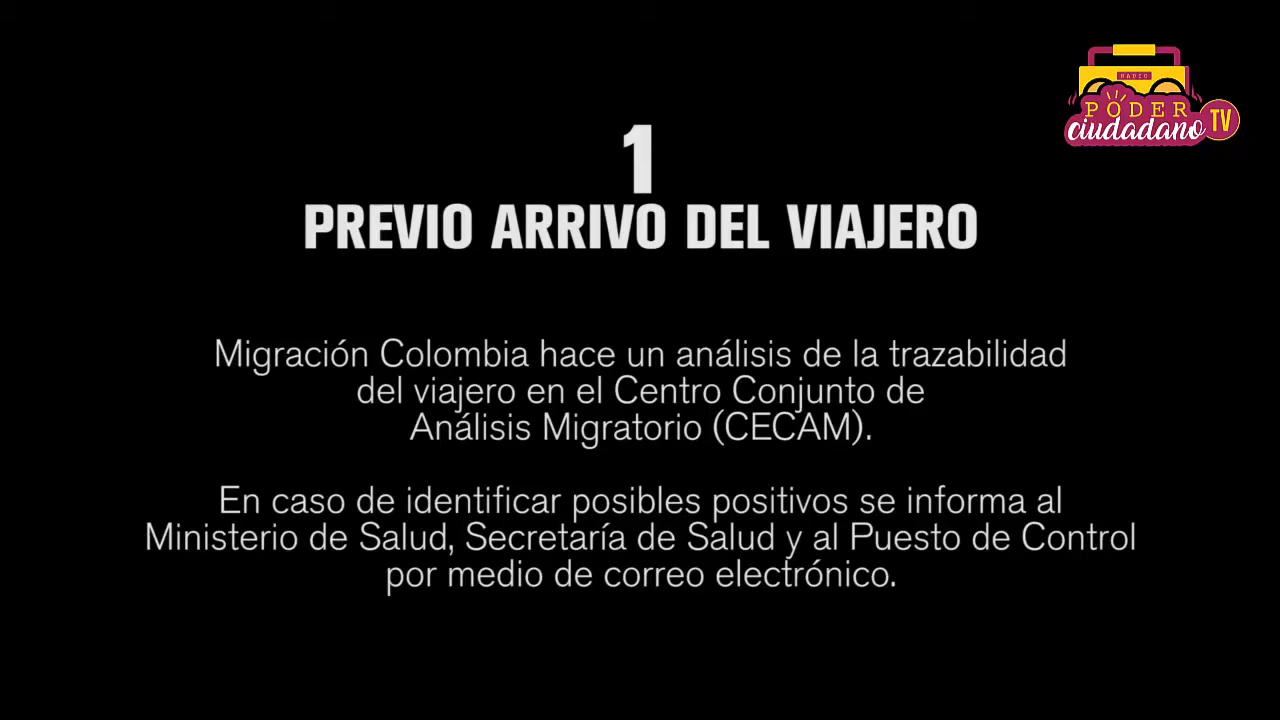 RADIO
PODER
ciudadano TV
1
PREVIO ARRIVO DEL VIAJERO
Migración Colombia hace un análisis de la trazabilidad
del viajero en el Centro Conjunto de
Análisis Migratorio (CECAM).
En caso de identificar posibles positivos se informa al
Ministerio de Salud, Secretaría de Salud y al Puesto de Control
por medio de correo electrónico.